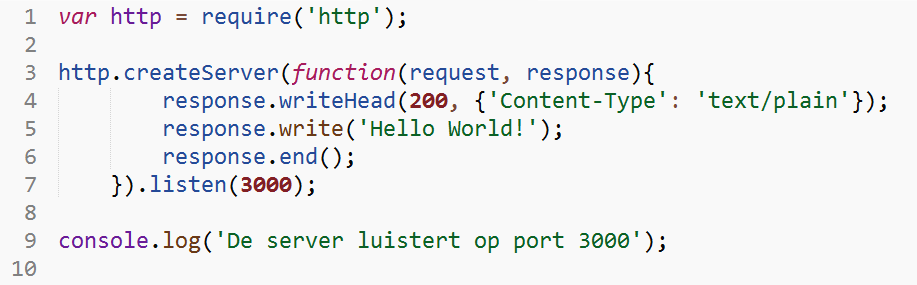 1 var http = require('http');
2
3 http.createServer(function(request, response){
4         response.writeHead(200, {'Content-Type': 'text/plain'});
5         response.write('Hello World!');
6         response.end();
7     }).listen(3000);
8
9 console.log('De server luistert op port 3000');
10